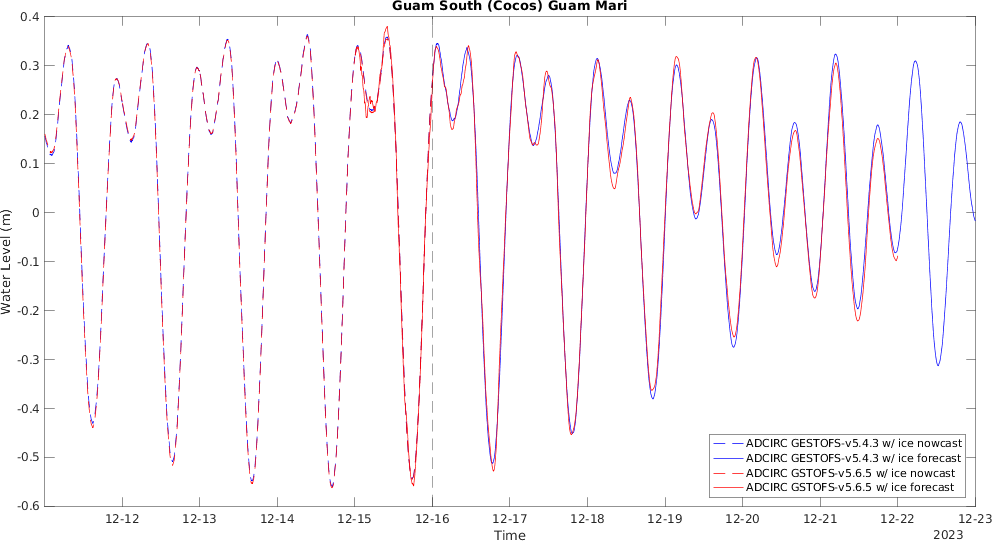 Guam South (Cocos) Guam Mari
Water Level (m)
0.4
0.3
0.2
0.1
0
-0.1
-0.2
-0.3
-0.4
-0.5
-0.6
ADCIRC GESTOFS-v5.4.3 w/ ice nowcast
ADCIRC GESTOFS-v5.4.3 w/ ice forecast
ADCIRC GSTOFS-v5.6.5 w/ ice nowcast
ADCIRC GSTOFS-v5.6.5 w/ ice forecast
12-12 12-13 12-14 12-15 12-16 12-17 12-18 12-19 12-20 12-21 12-22 12-23
Time
2023